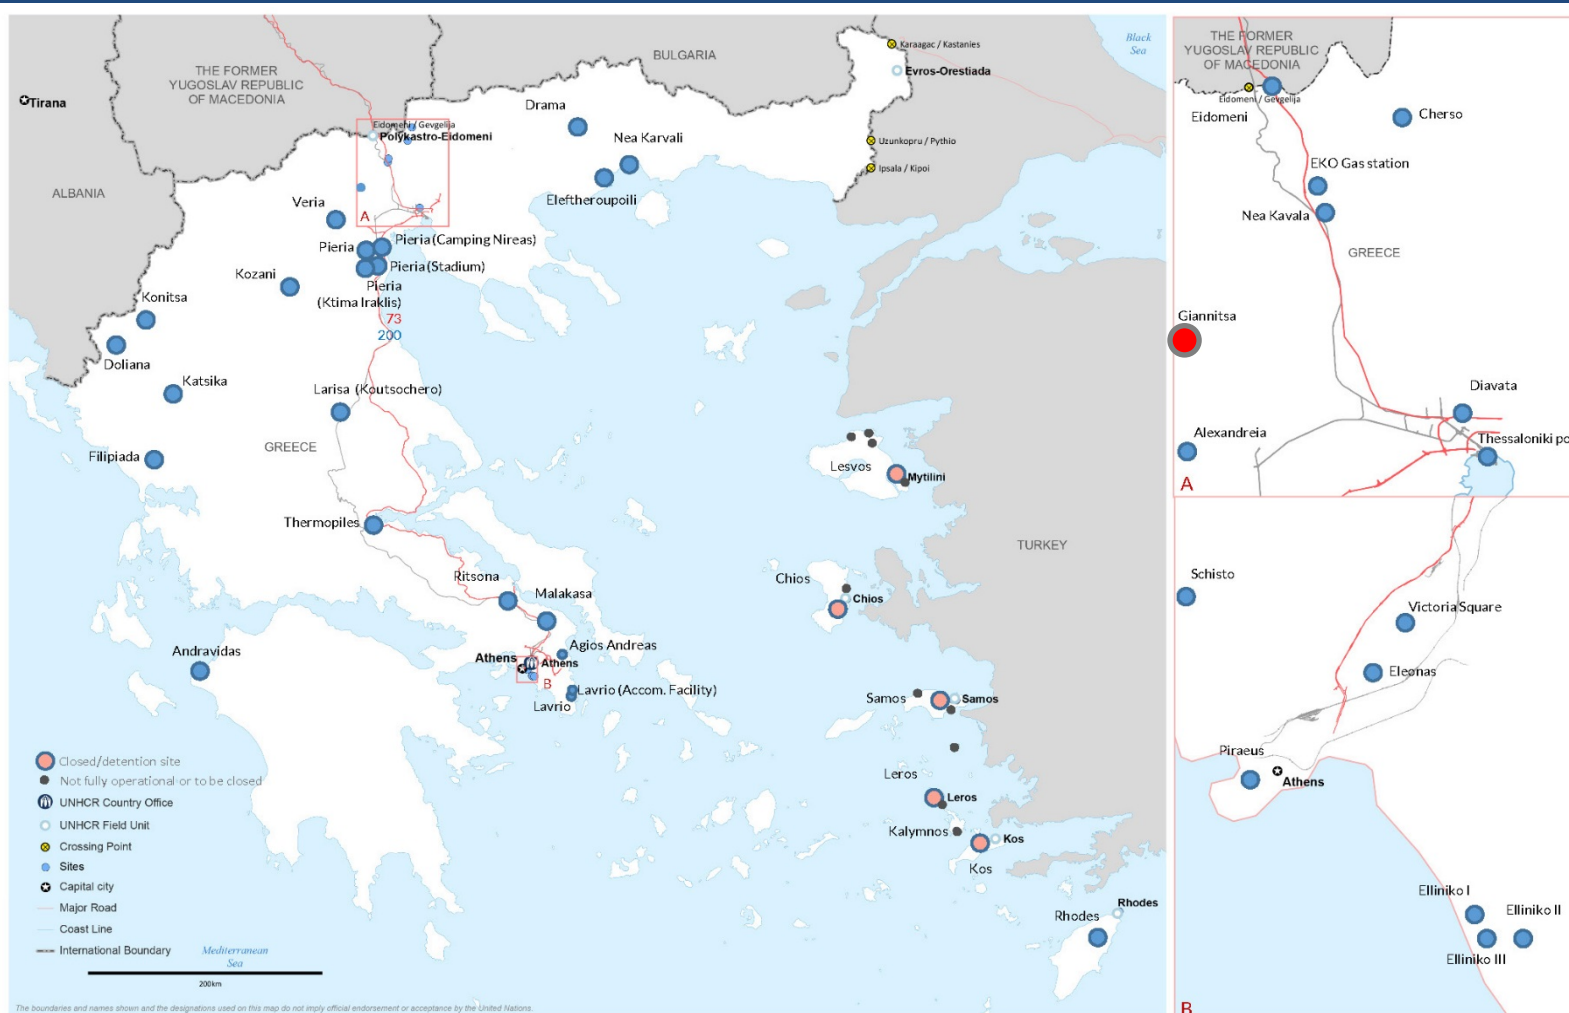 BULGARIA
Black
Sea
Karaagac / Kastanies
Evros-Orestiada
THE FORMER
YUGOSLAV REPUBLIC
OF MACEDONIA
Tirana
Drama
Eidomeni / Gevgelija
Polykastro-Eidomeni
Nea Karvali
Uzunkopru / Pythio
Ipsala / Kipoi
ALBANIA
Eleftheroupoili
Veria
A
Pieria
Pieria (Camping Nireas)
Pieria (Stadium)
Kozani
Pieria
(Ktima Iraklis)
73
200
Konitsa
Doliana
Katsika
Larisa (Koutsochero)
GREECE
Filipiada
Lesvos
Mytilini
Thermopiles
TURKEY
Ritsona
Malakasa
Chios
Chios
Agios Andreas
Andravidas
Athens
Athens
B
Lavrio (Accom. Facility)
Lavrio
Samos
Samos
Leros
Leros
Kalymnos
Kos
Kos
Rhodes
Rhodes
Closed/detention site
Not fully operational or to be closed
UNHCR Country Office
UNHCR Field Unit
Crossing Point
Sites
Capital city
Major Road
Coast Line
International Boundary
Mediterranean
Sea
200km
The boundaries and names shown and the designations used on this map do not imply official endorsement or acceptance by the United Nations.
THE FORMER
YUGOSLAV REPUBLIC
OF MACEDONIA
Eidomeni / Gevgelija
Eidomeni
Cherso
EKO Gas station
Nea Kavala
GREECE
Giannitsa
Diavata
Alexandreia
Thessaloniki po
A
Schisto
Victoria Square
Eleonas
Piraeus
Athens
Elliniko I
Elliniko II
Elliniko III
B